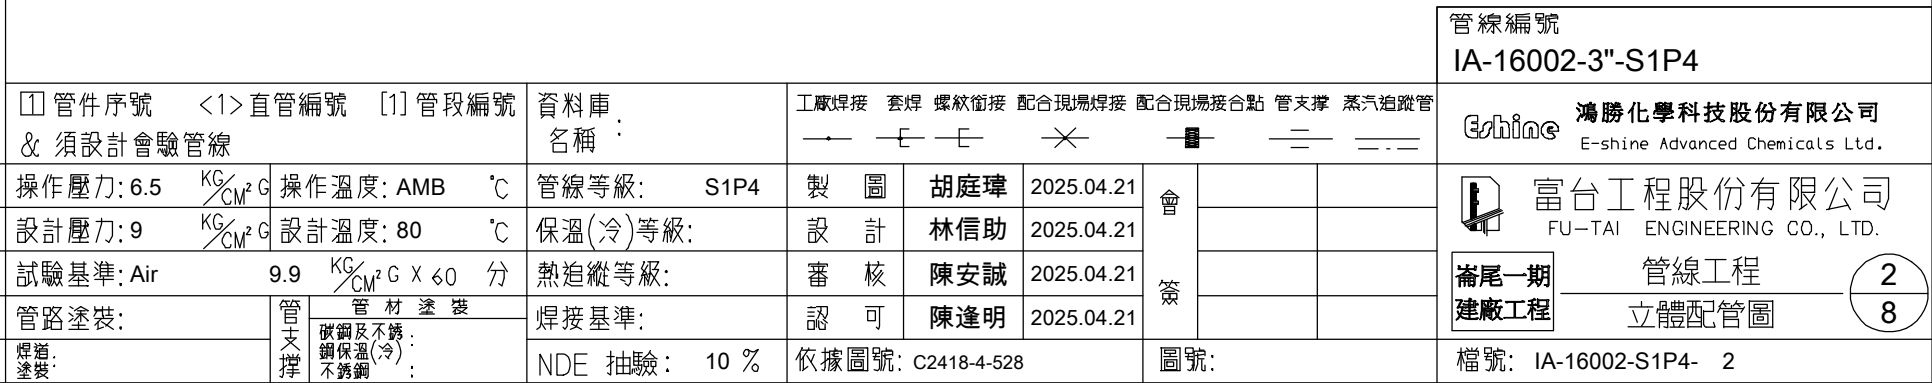 管線編號
IA-16002-3"-S1P4
1 管件序號 <1>直管編號 [1] 管段編號
& 須設計會驗管線
資料庫
名稱 :
工廠焊接 套焊 螺紋銜接 配合現場焊接 配合現場接合點 管支撐 蒸汽追蹤管
Eshine 鴻勝化學科技股份有限公司
E-shine Advanced Chemicals Ltd.
操作壓力: 6.5 KG/CM² G 操作溫度: AMB °C 管線等級: S1P4 製 圖 胡庭瑋 2025.04.21
設計壓力: 9 KG/CM² G 設計溫度: 80 °C 保溫(冷)等級: 設 計 林信助 2025.04.21
試驗基準: Air 9.9 KG/CM² G X 60 分 熱追縱等級: 審 核 陳安誠 2025.04.21
管路塗裝: 管支撐 管材塗裝 焊接基準: 認 可 陳逢明 2025.04.21
會簽
碳鋼及不銹 :
鋼保溫(冷)
不銹鋼 :
焊道
塗裝:
NDE 抽驗: 10 % 依據圖號: C2418-4-528 圖號:
富台工程股份有限公司
FU-TAI ENGINEERING CO., LTD.
崙尾一期
建廠工程
管線工程
立體配管圖
2
8
檔號: IA-16002-S1P4- 2